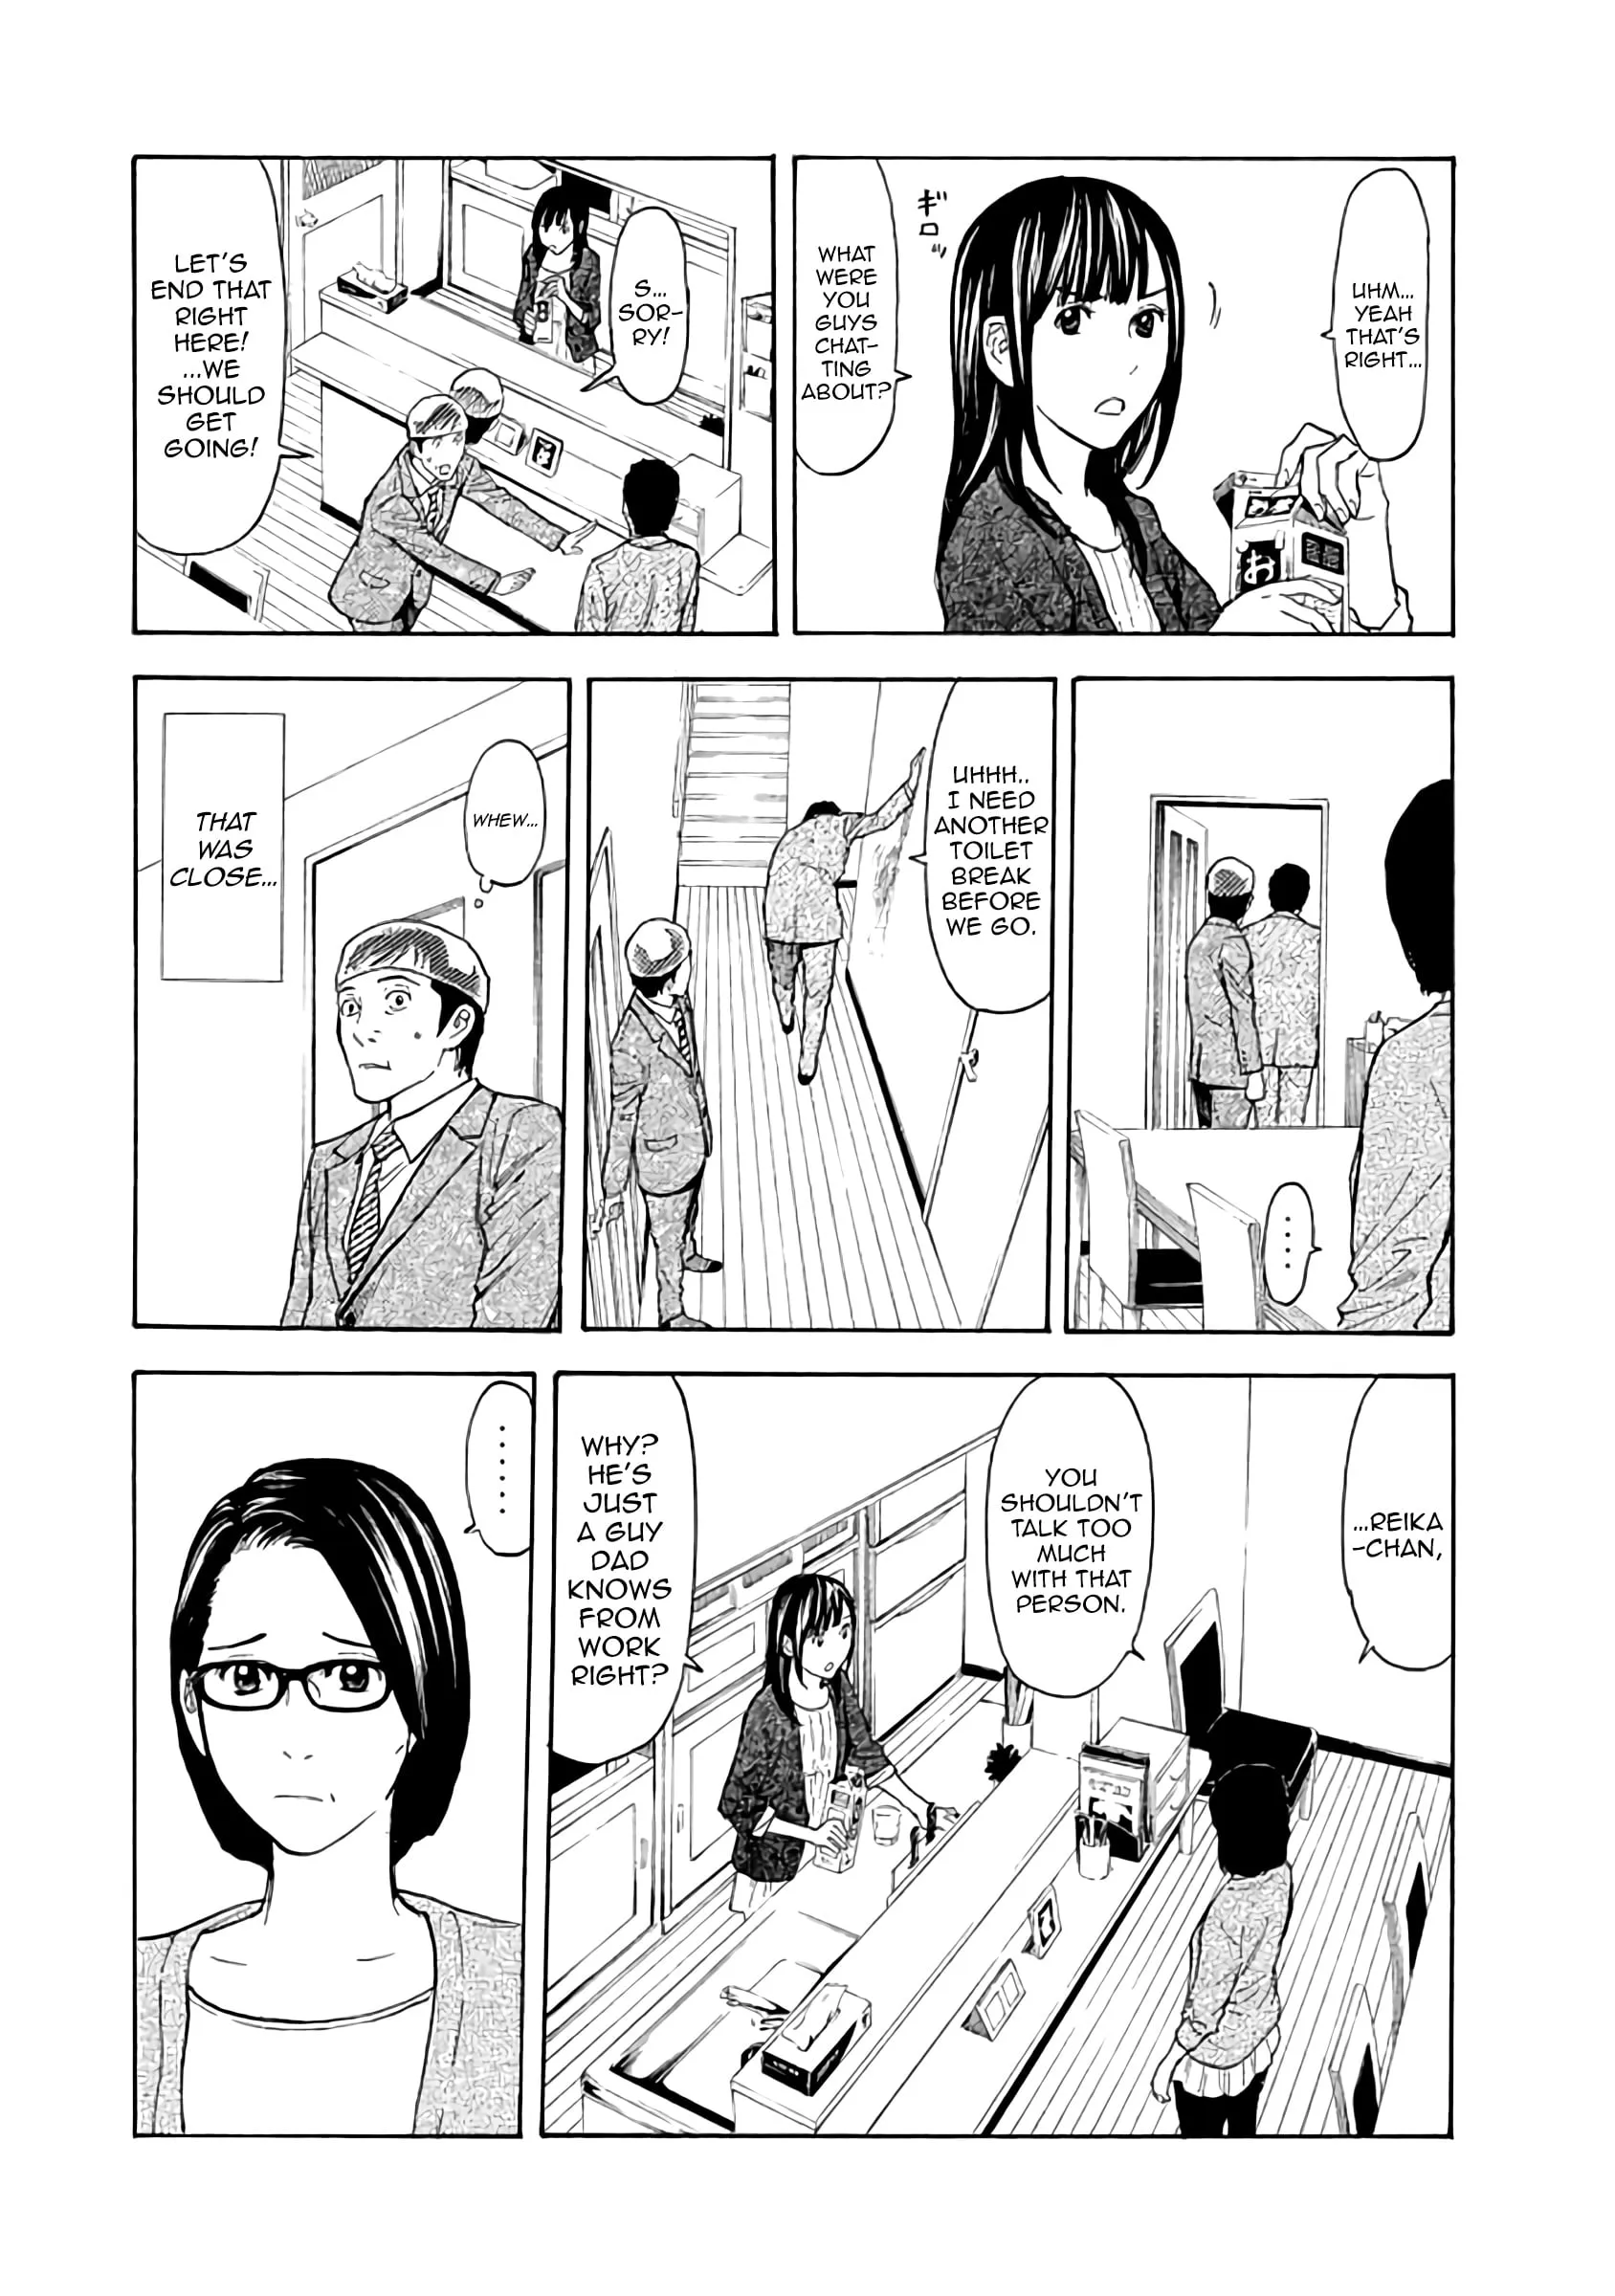 UHM...
YEAH
THAT'S
RIGHT...
ギロッ
お
WHAT
WERE
YOU
GUYS
CHAT-
TING
ABOUT?
S...
SOR-
RY!
LET'S
END THAT
RIGHT
HERE!
...WE
SHOULD
GET
GOING!
.....
UHHH..
I NEED
ANOTHER
TOILET
BREAK
BEFORE
WE GO.
WHEW...
THAT
WAS
CLOSE...
...REIKA
-CHAN,
YOU
SHOULDN'T
TALK TOO
MUCH
WITH THAT
PERSON.
WHY?
HE'S
JUST
A GUY
DAD
KNOWS
FROM
WORK
RIGHT?
......